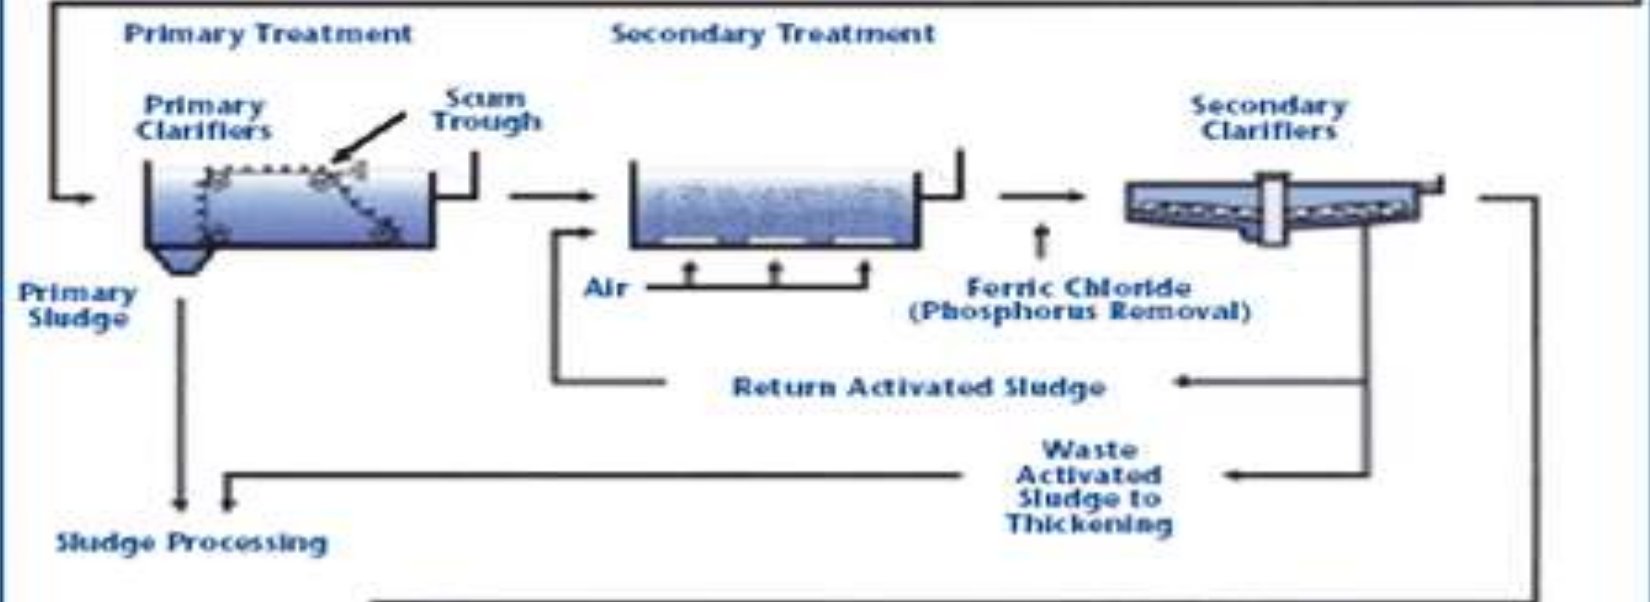 Primary Treatment
Secondary Treatment
Primary
Clarifiers
Scum
Trough
Secondary
Clarifiers
Primary
Sludge
Air
Ferric Chloride
(Phosphorus Removal)
Return Activated Sludge
Waste
Activated
Sludge to
Thickening
Sludge Processing